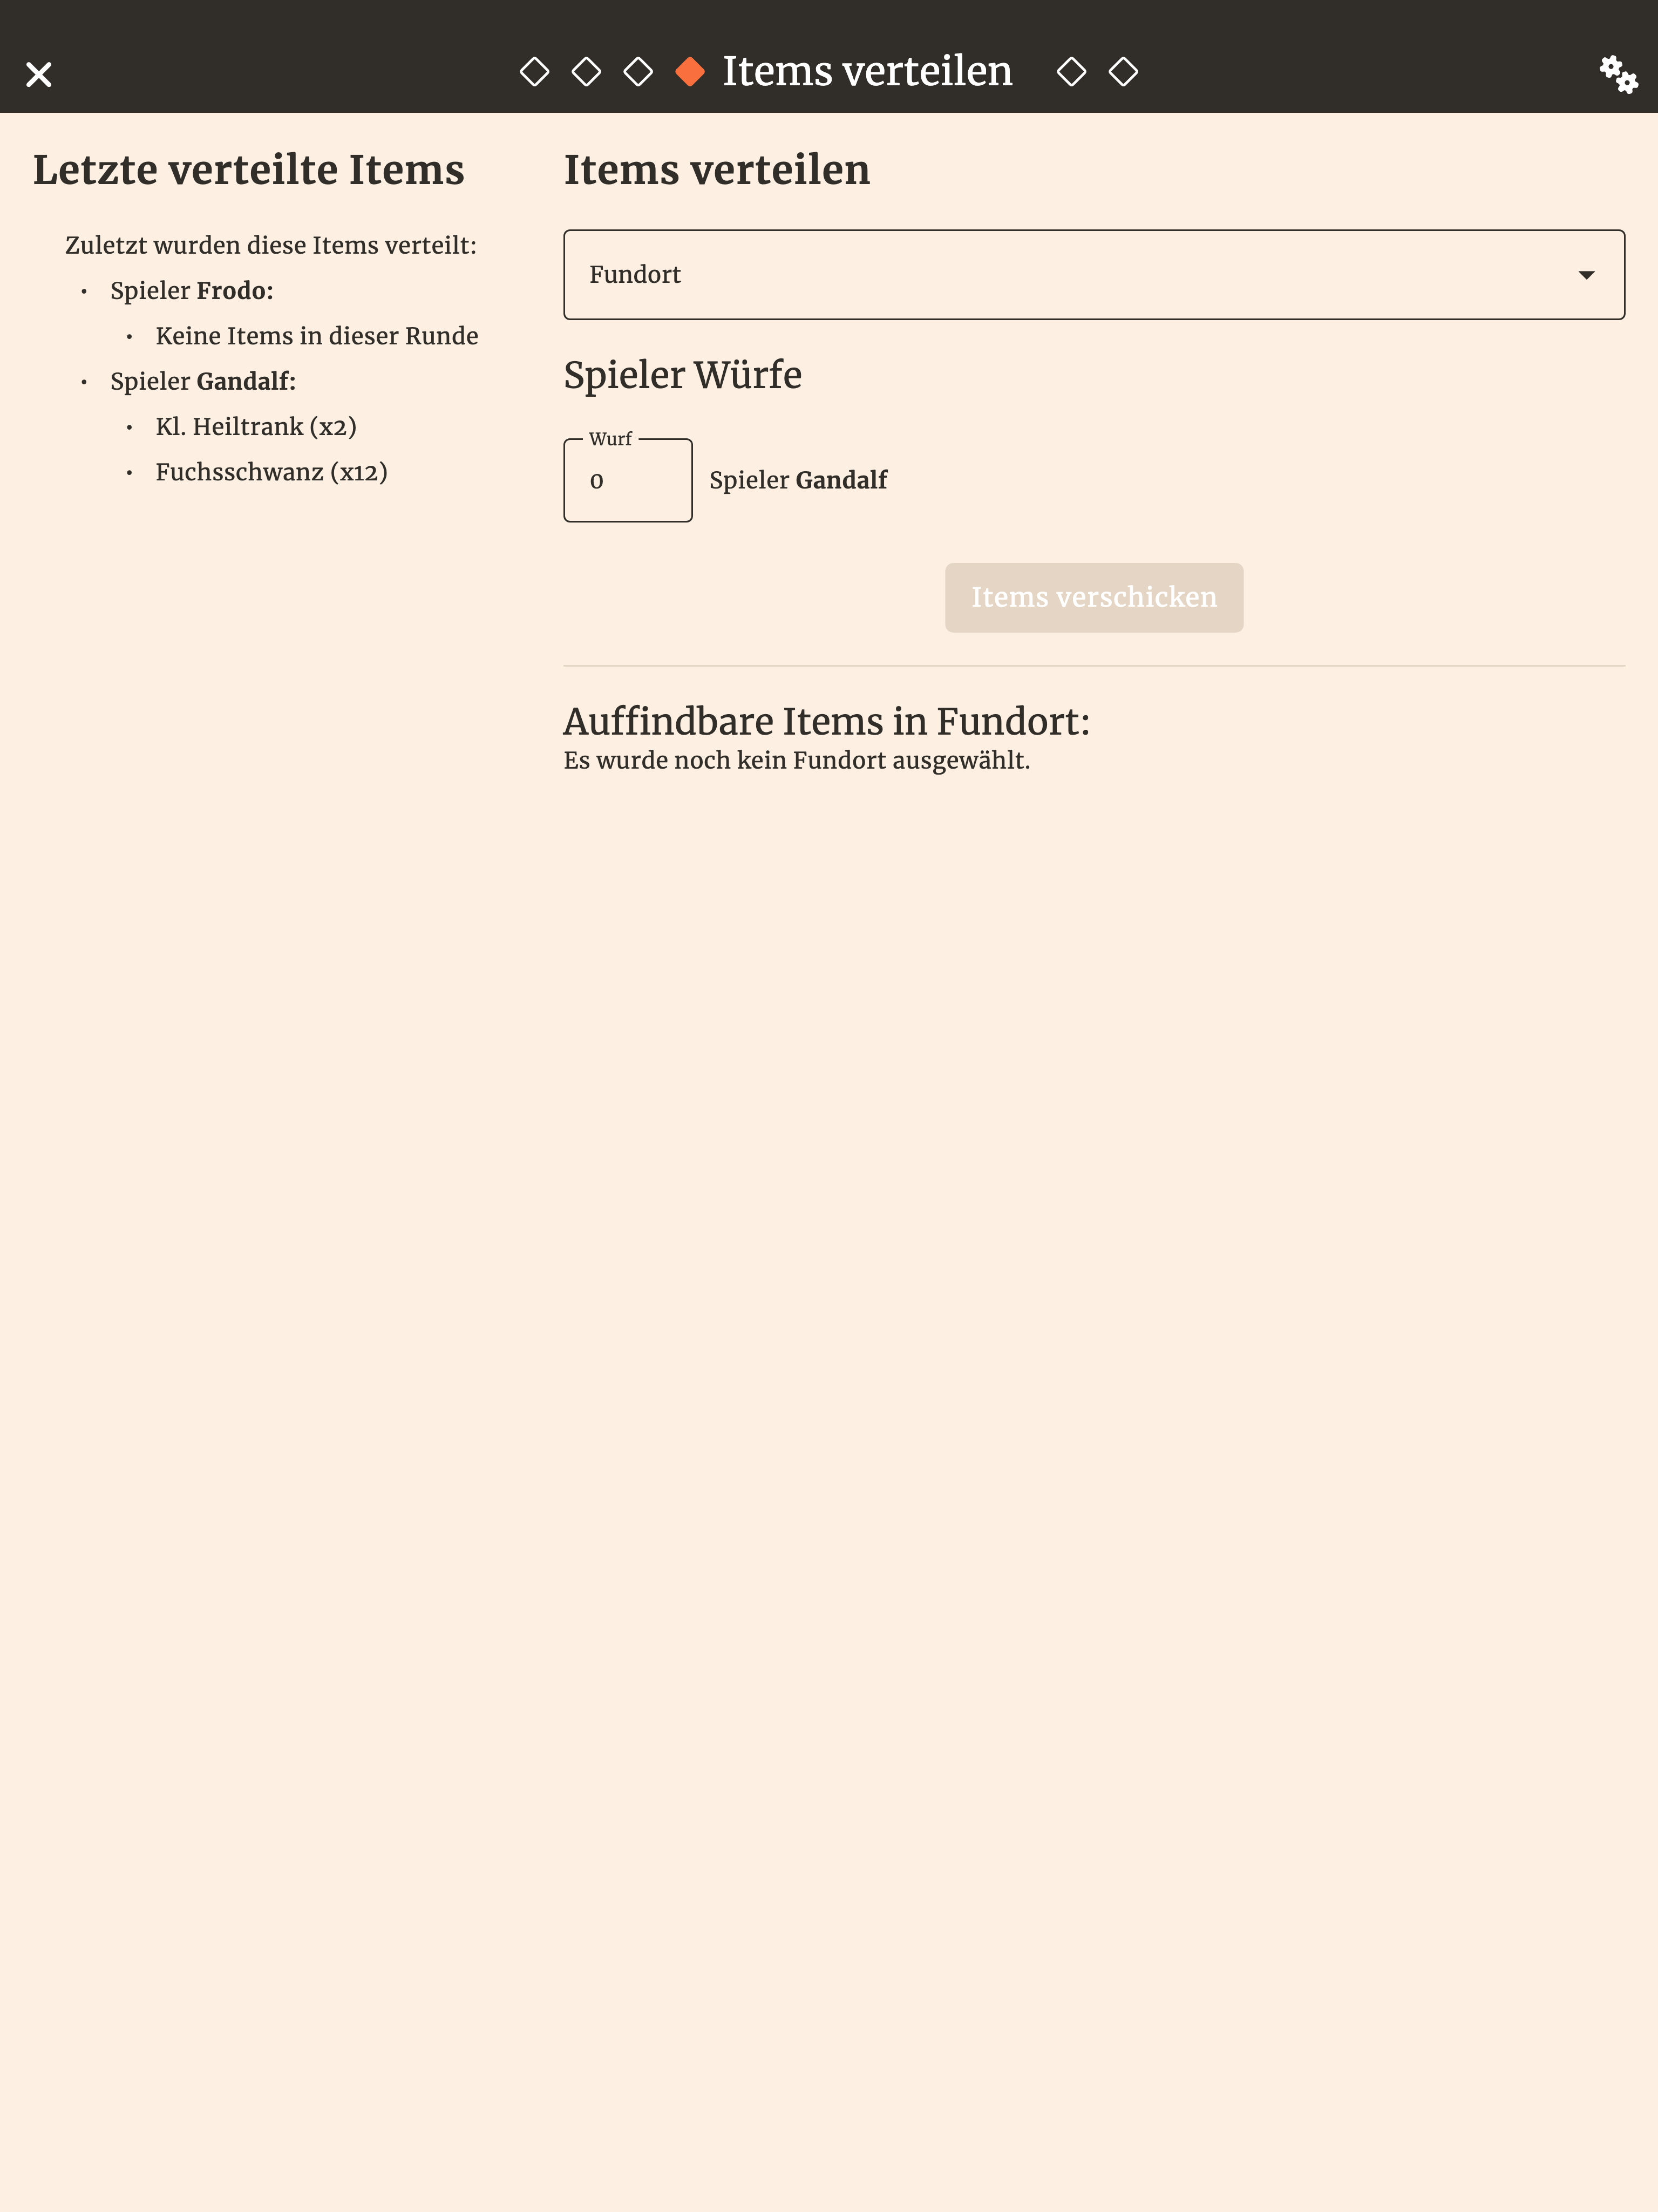 Items verteilen
Letzte verteilte Items
Zuletzt wurden diese Items verteilt:
• Spieler Frodo:
• Keine Items in dieser Runde
• Spieler Gandalf:
• Kl. Heiltrank (x2)
• Fuchsschwanz (x12)
Items verteilen
Fundort
Spieler Würfe
Wurf
0
Spieler Gandalf
Items verschicken
Auffindbare Items in Fundort:
Es wurde noch kein Fundort ausgewählt.